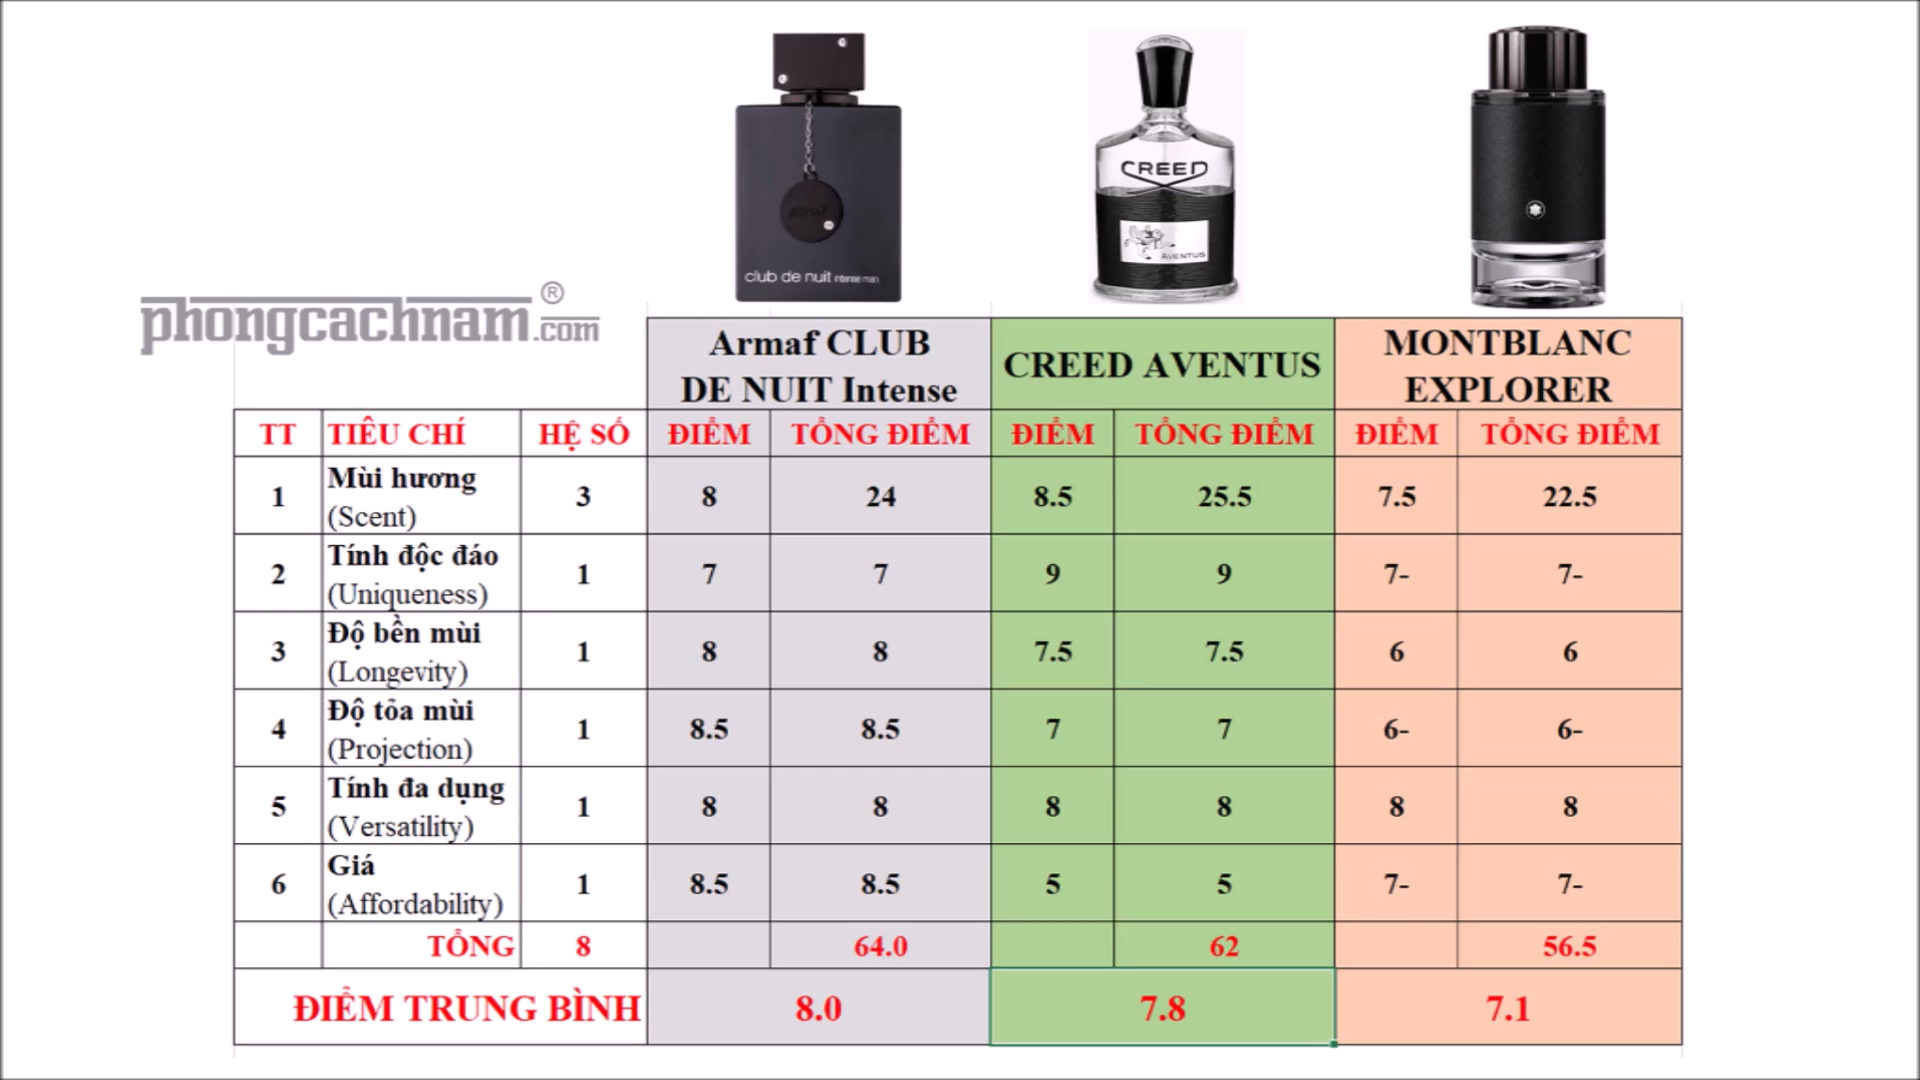 ARMAF
club de nuit intense man
CREED
AVENTUS
phongcachnam.com ®
Armaf CLUB
DE NUIT Intense
CREED AVENTUS
MONTBLANC
EXPLORER
TT TIÊU CHÍ HỆ SỐ ĐIỂM TỔNG ĐIỂM ĐIỂM TỔNG ĐIỂM ĐIỂM TỔNG ĐIỂM
1 Mùi hương 3 8 24 8.5 25.5 7.5 22.5
(Scent)
2 Tính độc đáo 1 7 7 9 9 7- 7-
(Uniqueness)
3 Độ bền mùi 1 8 8 7.5 7.5 6 6
(Longevity)
4 Độ tỏa mùi 1 8.5 8.5 7 7 6- 6-
(Projection)
5 Tính đa dụng 1 8 8 8 8 8 8
(Versatility)
6 Giá 1 8.5 8.5 5 5 7- 7-
(Affordability)
TỔNG 8 64.0 62 56.5
ĐIỂM TRUNG BÌNH 8.0 7.8 7.1